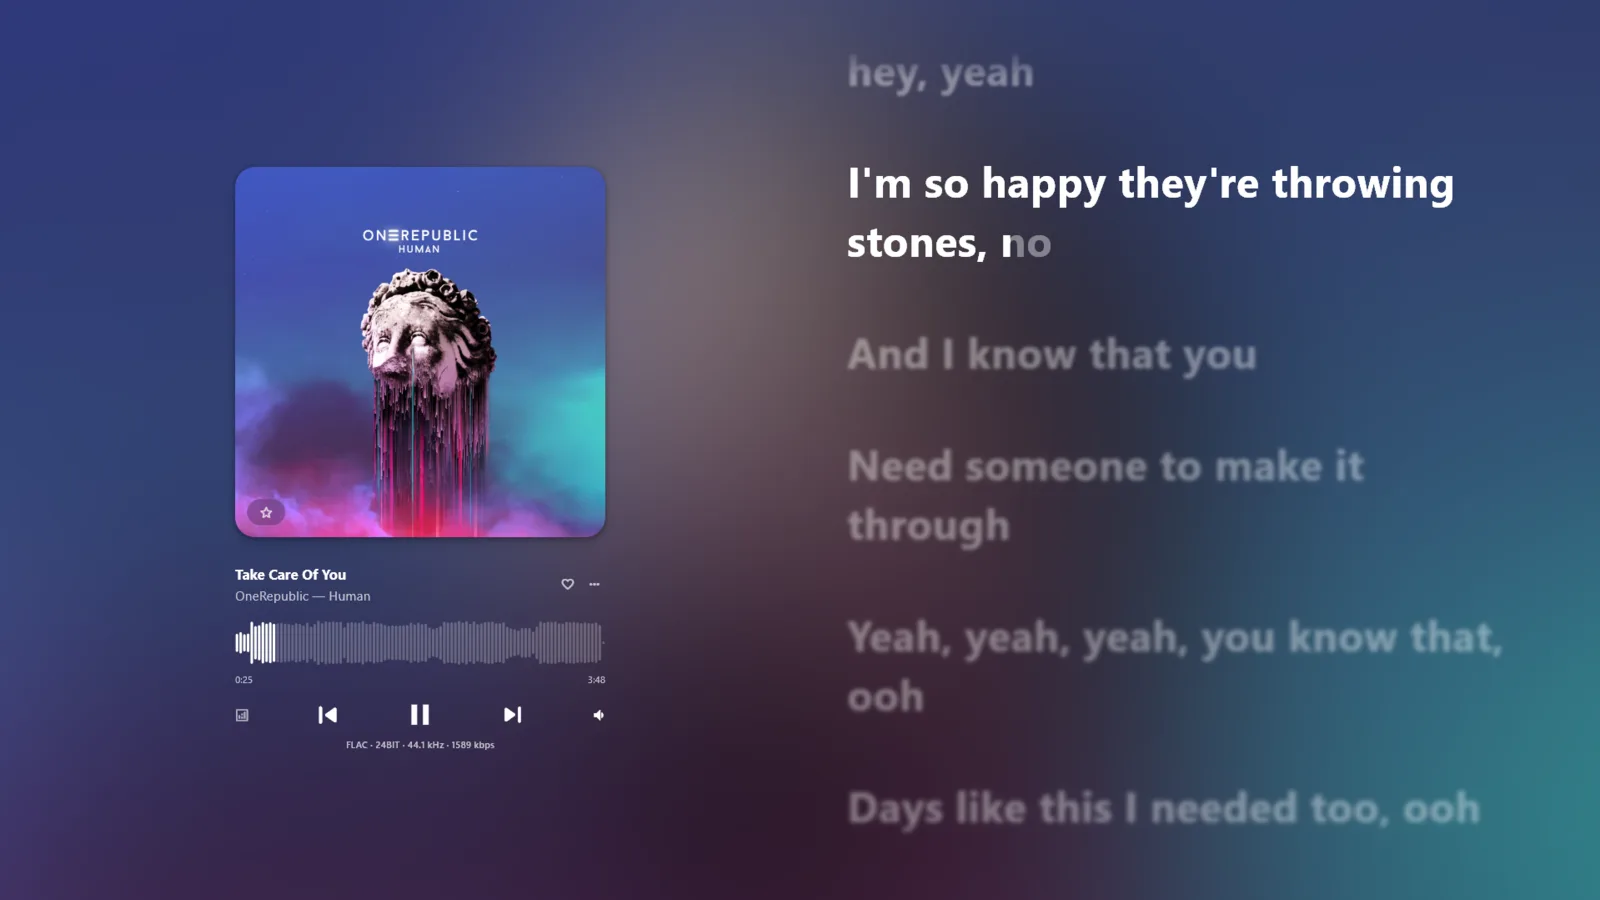 ONEREPUBLIC
HUMAN
Take Care Of You
OneRepublic — Human
0:25
3:48
FLAC - 24BIT - 44.1 kHz - 1589 kbps
hey, yeah
I'm so happy they're throwing
stones, no
And I know that you
Need someone to make it
through
Yeah, yeah, yeah, you know that,
ooh
Days like this I needed too, ooh